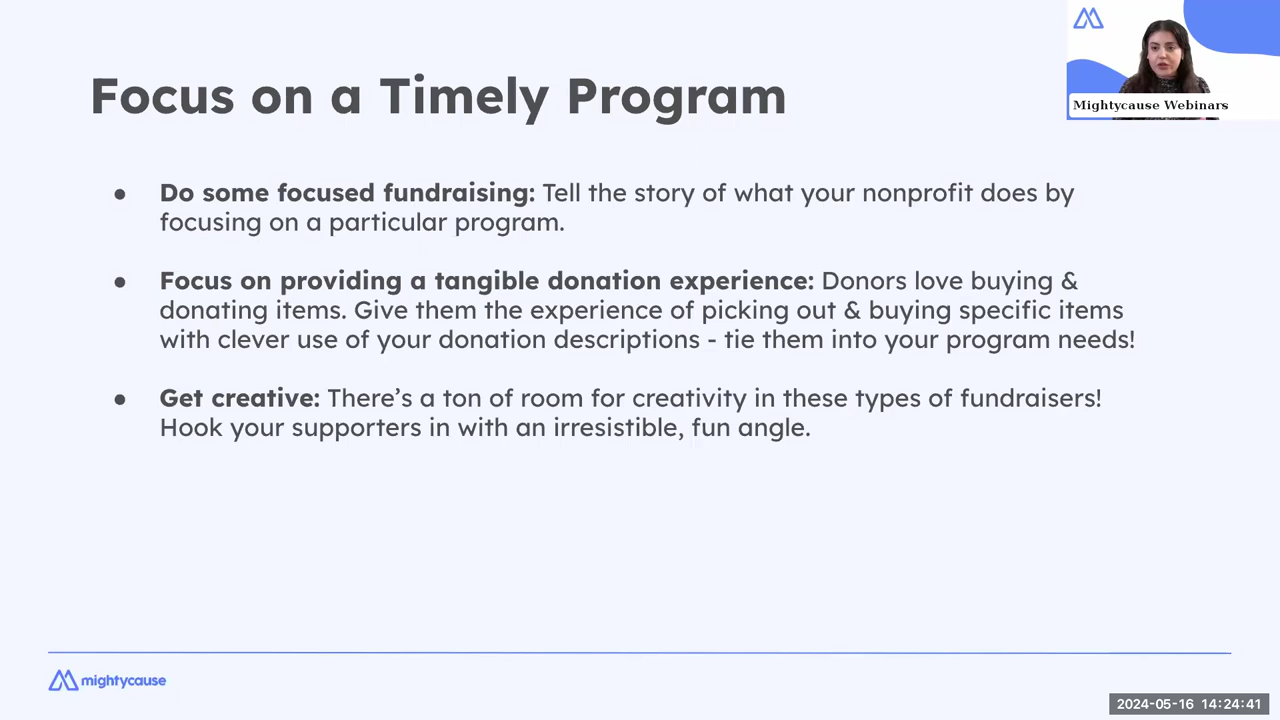 Focus on a Timely Program
Mightycause Webinars
● Do some focused fundraising: Tell the story of what your nonprofit does by
focusing on a particular program.
● Focus on providing a tangible donation experience: Donors love buying &
donating items. Give them the experience of picking out & buying specific items
with clever use of your donation descriptions - tie them into your program needs!
● Get creative: There’s a ton of room for creativity in these types of fundraisers!
Hook your supporters in with an irresistible, fun angle.
mightycause
2024-05-16 14:24:41